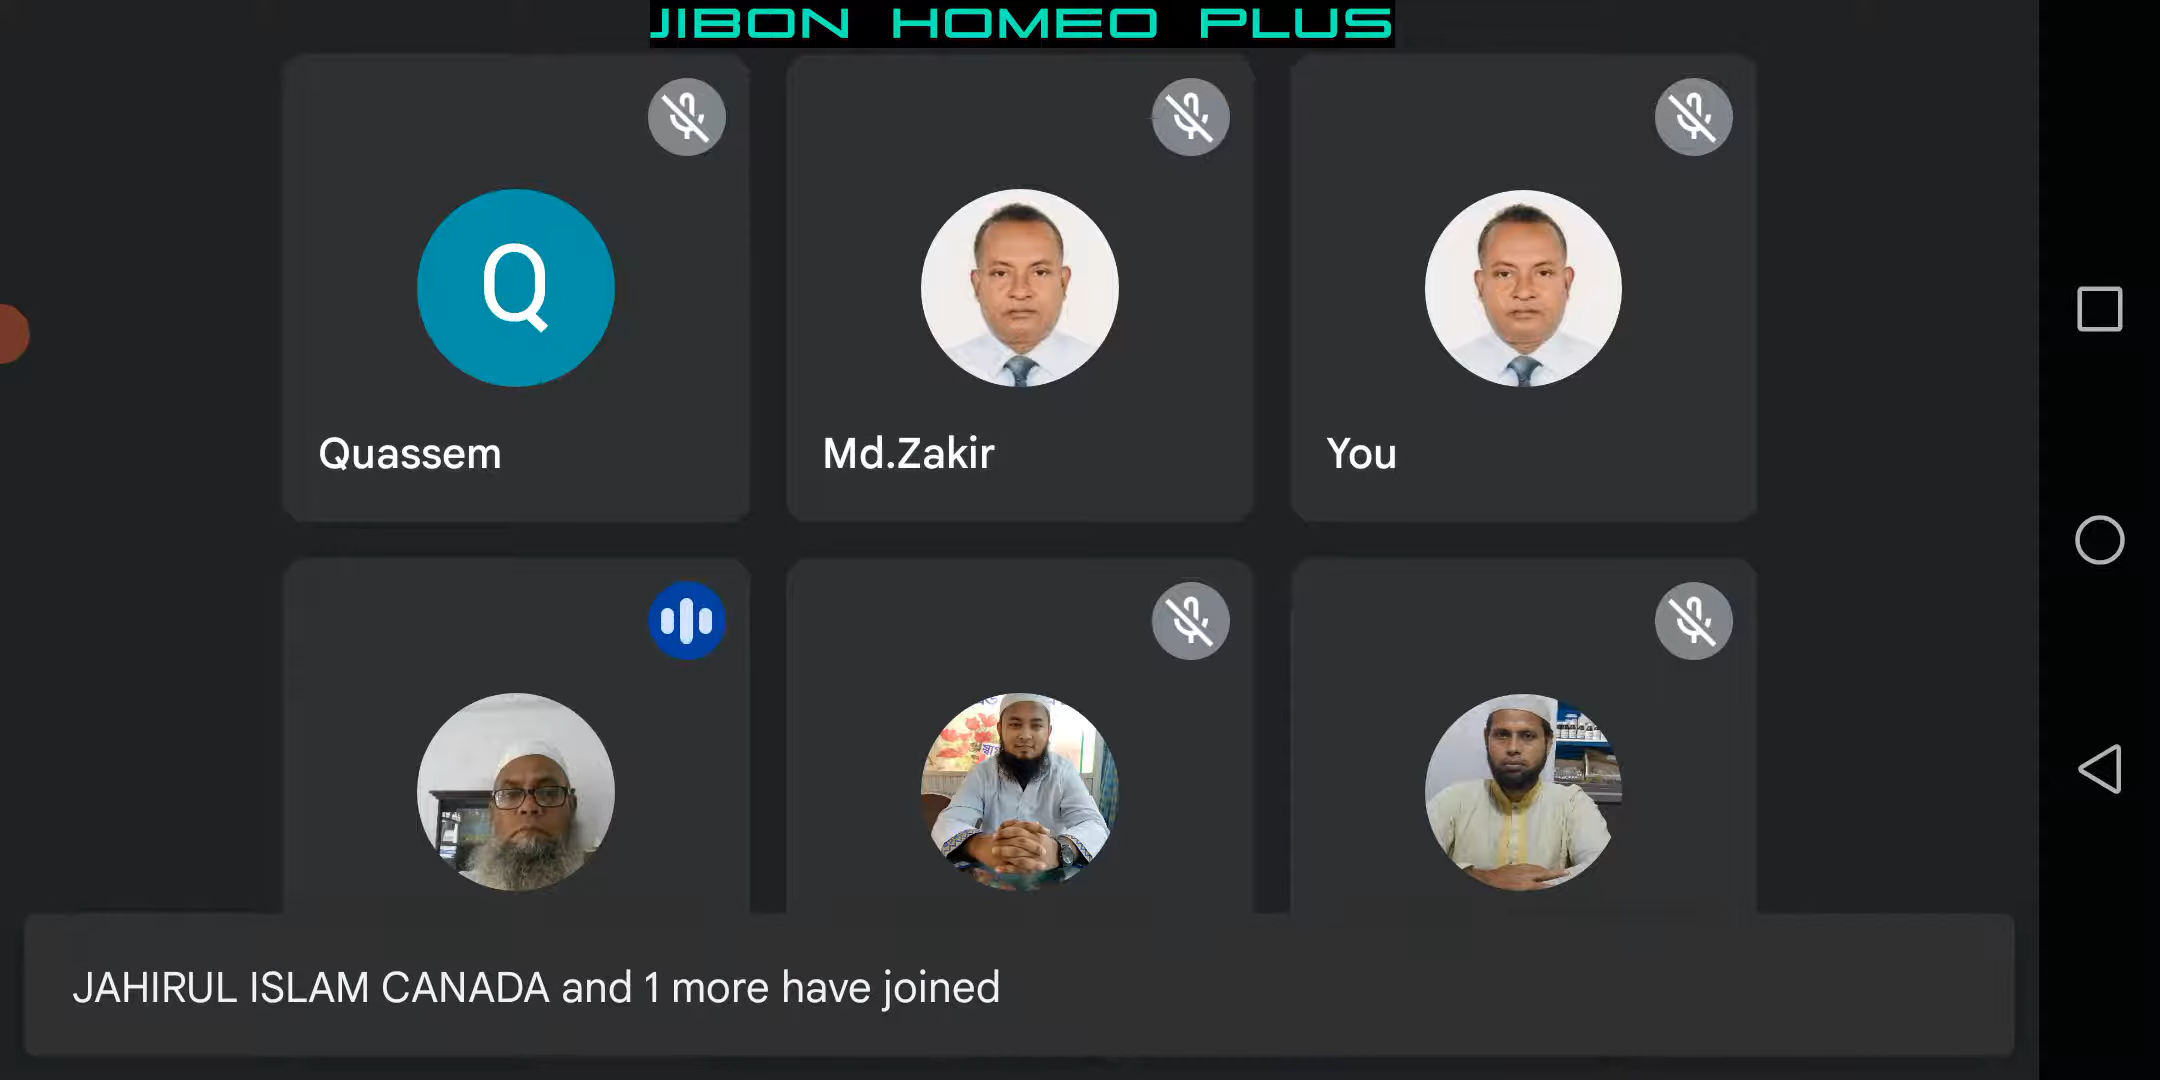 JIBON HOMEO PLUS
Q
Quassem
Md.Zakir
You
JAHIRUL ISLAM CANADA and 1 more have joined